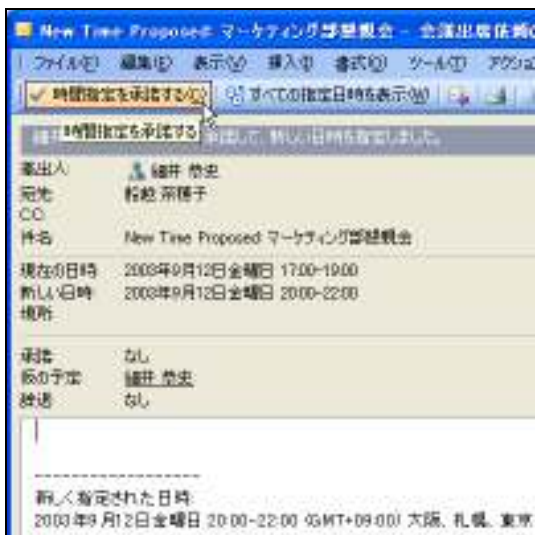 New Time Proposed: マーケティング部懇親会 - 会議出席依頼の
ファイル(F) 編集(E) 表示(V) 挿入(I) 書式(O) ツール(T) アクショ
時間指定を承諾する(C) すべての指定日時を表示(W)
時間指定を承諾する
承諾して、新しい日時を指定しました。
差出人 細井 恭史
宛先 船越 奈穂子
CC:
件名 New Time Proposed: マーケティング部懇親会
現在の日時 2003年9月12日金曜日 17:00-19:00
新しい日時 2003年9月12日金曜日 20:00-22:00
場所:
承諾 なし
仮の予定 細井 恭史
辞退 なし
--------------------
新しく指定された日時:
2003年9月12日金曜日 20:00-22:00 (GMT+09:00) 大阪、札幌、東京